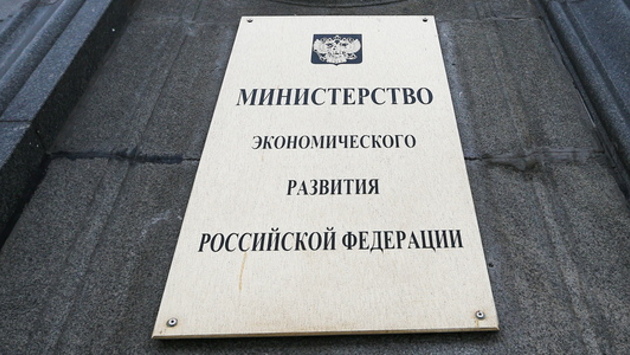 МИНИСТЕРСТВО
ЭКОНОМИЧЕСКОГО
РАЗВИТИЯ
РОССИЙСКОЙ ФЕДЕРАЦИИ